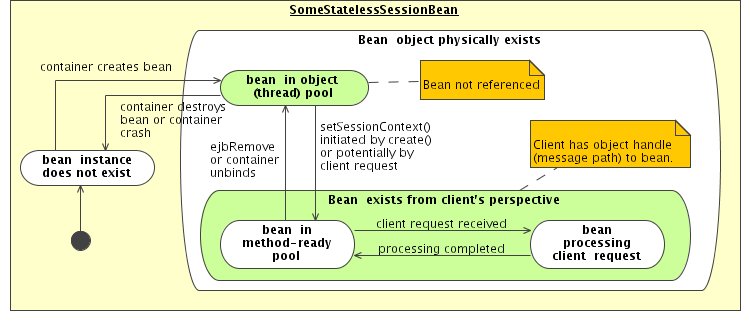 SomeStatelessSessionBean
Bean object physically exists
container creates bean
bean in object
(thread) pool
Bean not referenced
container destroys
bean or container
crash
setSessionContext()
initiated by create()
or potentially by
client request
ejbRemove
or container
unbinds
Client has object handle
(message path) to bean.
bean instance
does not exist
Bean exists from client's perspective
bean in
method-ready
pool
client request received
processing completed
bean
processing
client request